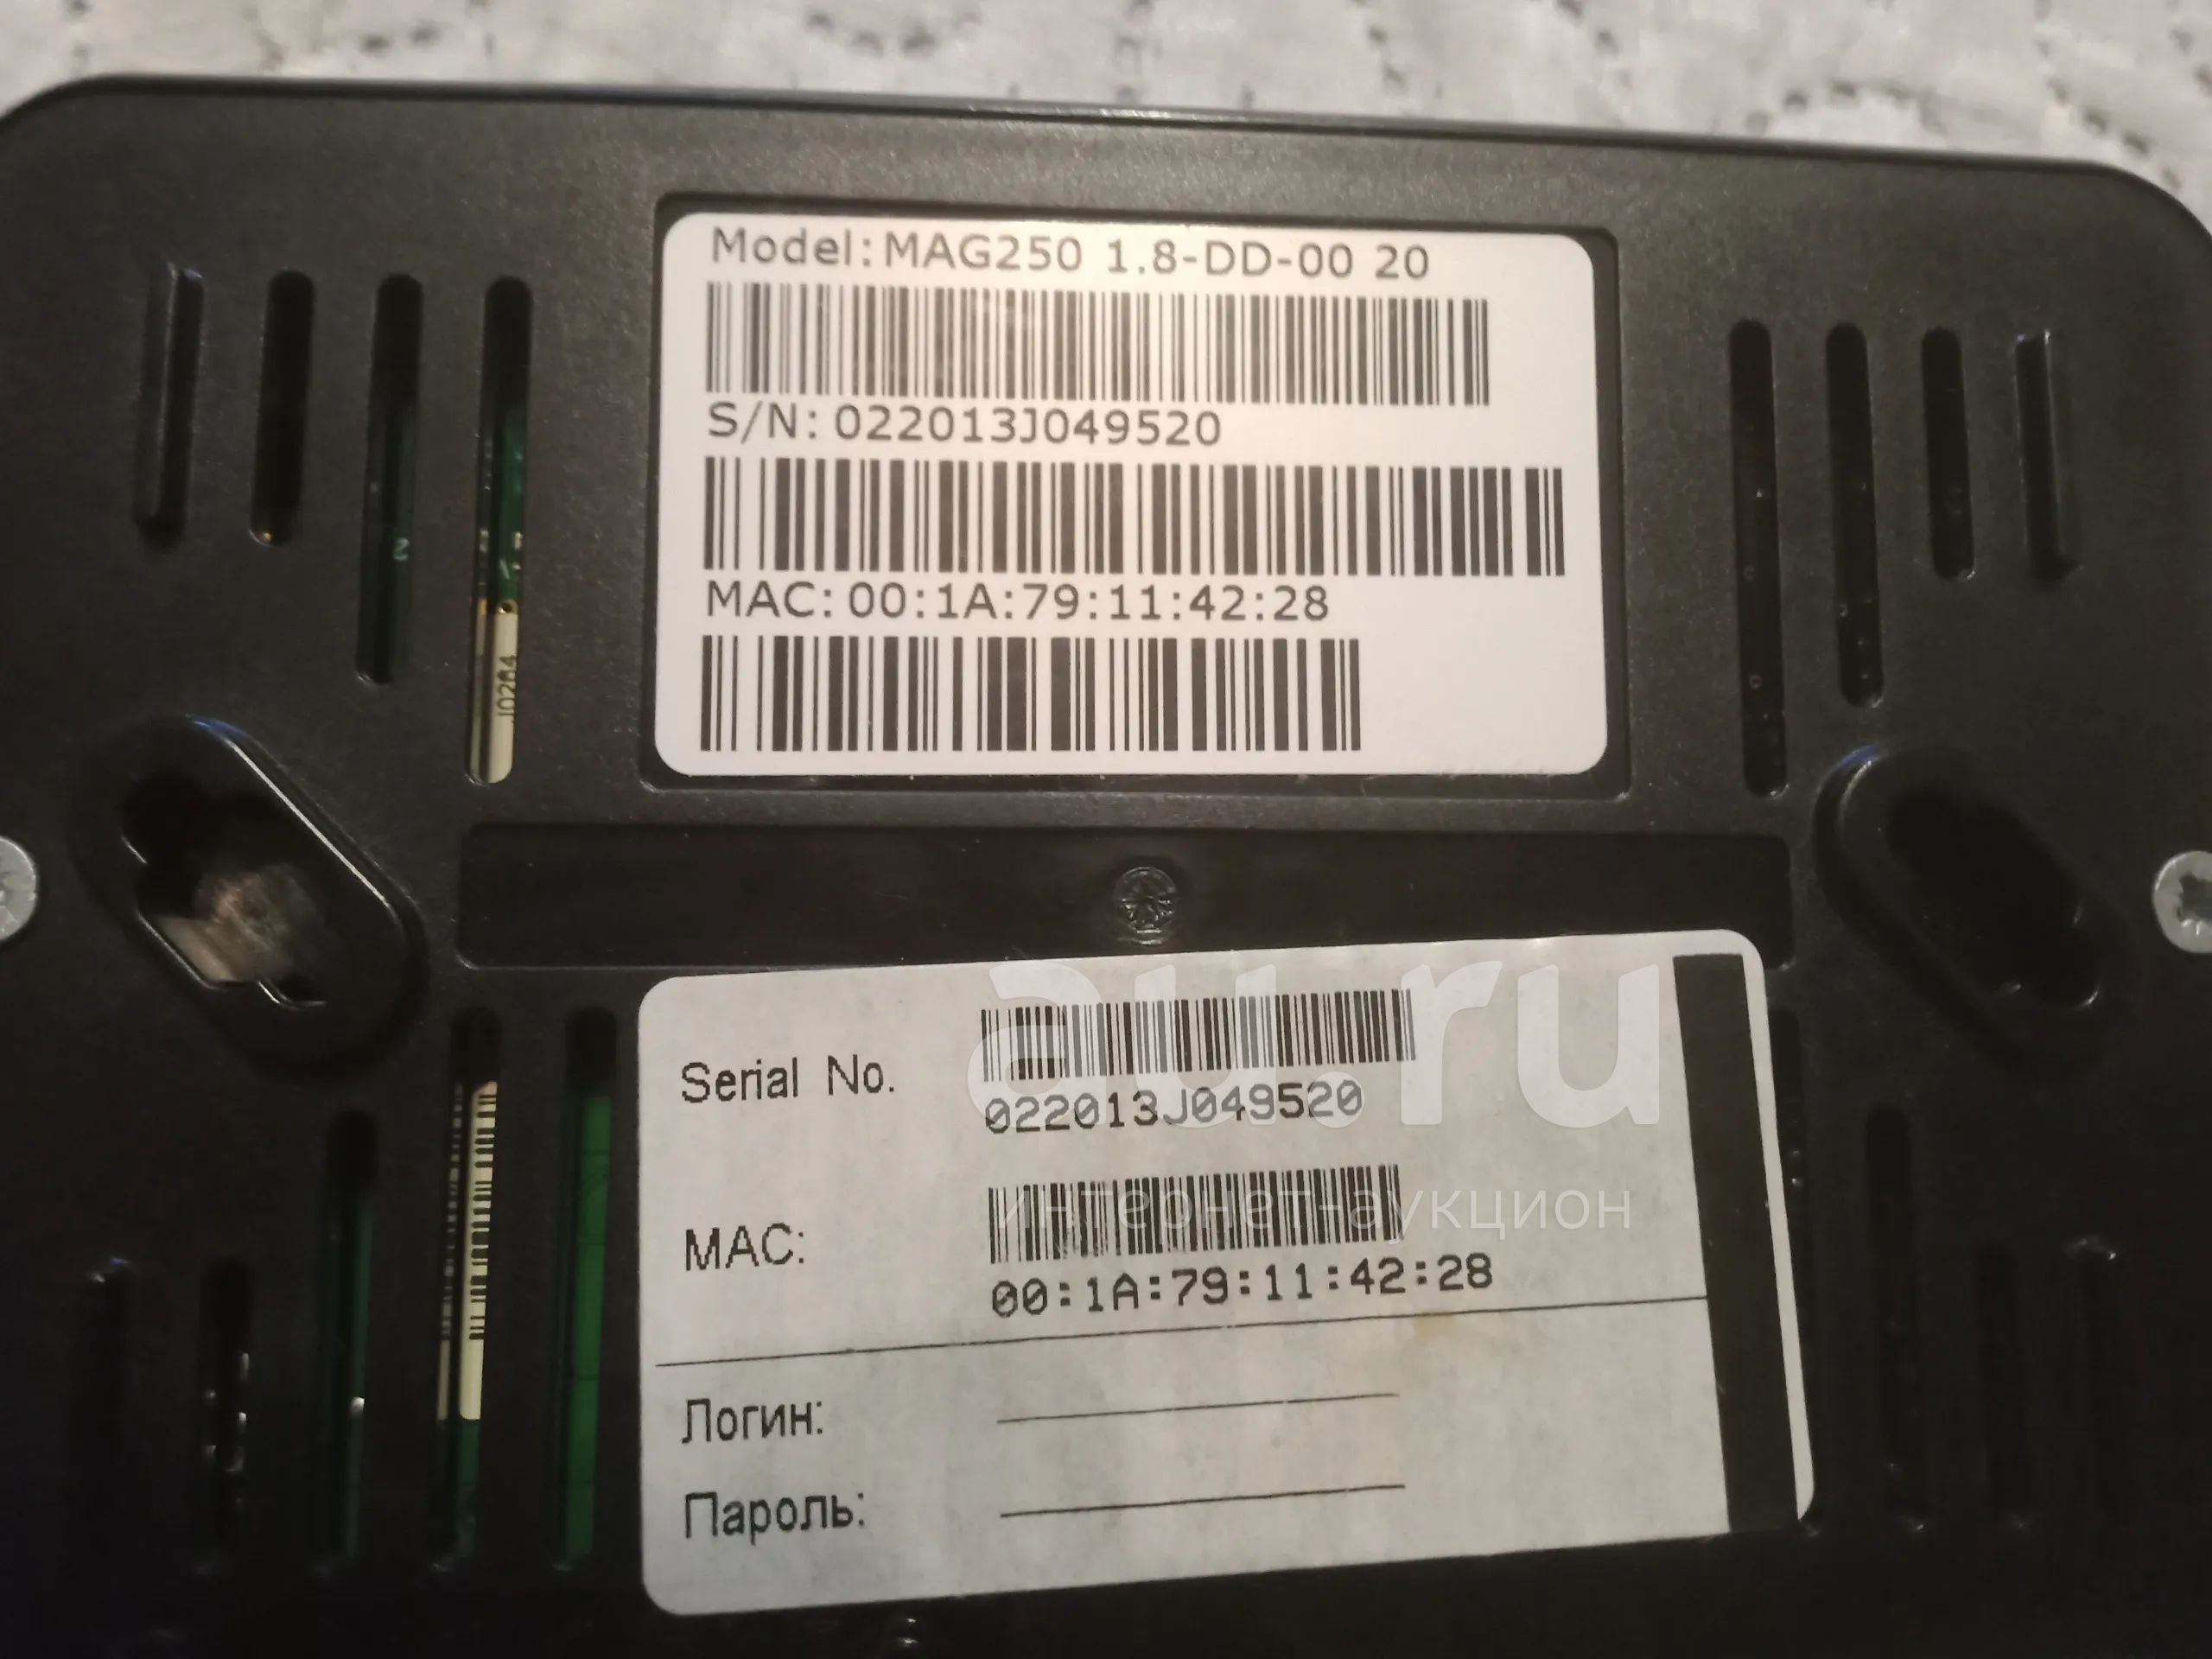 Model: MAG250 1.8-DD-00 20
S/N: 022013J049520
MAC: 00:1A:79:11:42:28
J0264
Serial No.
022013J049520
MAC:
00:1A:79:11:42:28
Логин:
Пароль:
au.ru
интернет-аукцион